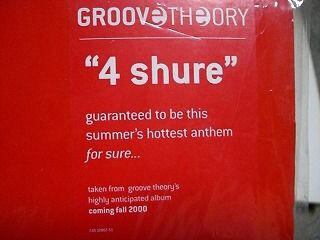 GROOVETHEORY
“4 shure”
guaranteed to be this
summer's hottest anthem
for sure...
taken from groove theory's
highly anticipated album
coming fall 2000